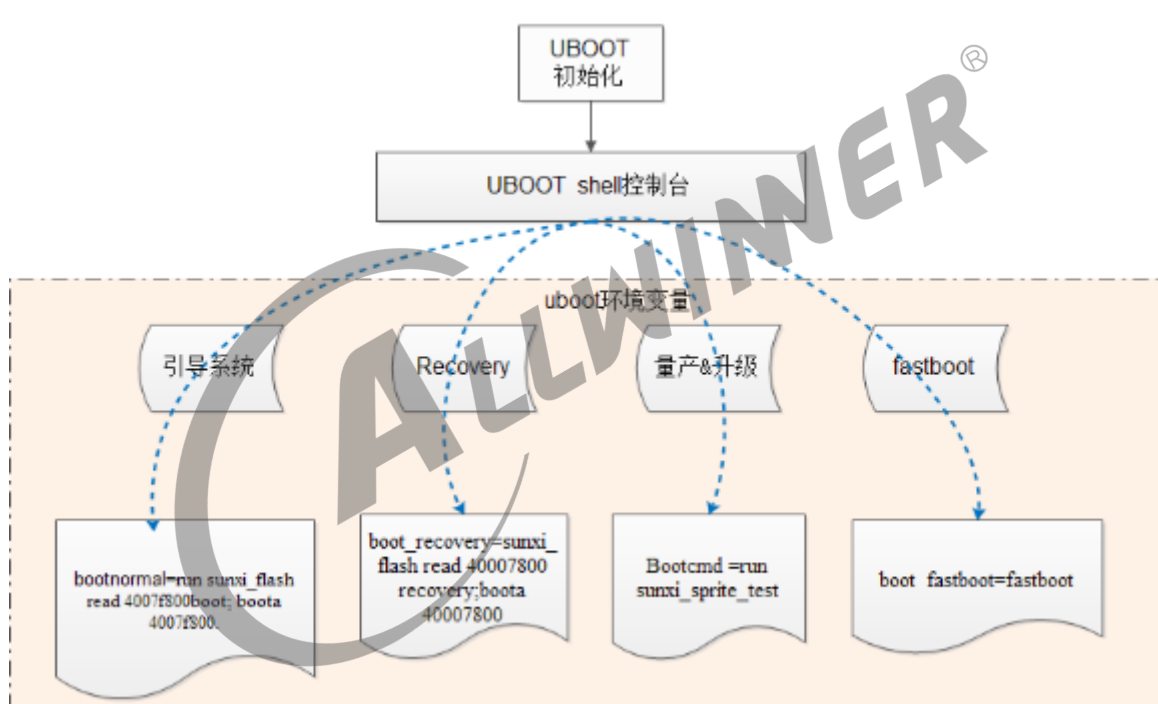 UBOOT
初始化
UBOOT shell控制台
uboot环境变量
引导系统
Recovery
量产&升级
fastboot
bootnormal=run sunxi_flash
read 4007f800boot; boota
4007f800.
boot_recovery=sunxi_
flash read 40007800
recovery;boota
40007800
Bootcmd =run
sunxi_sprite_test
boot fastboot=fastboot
ALLWINNER®